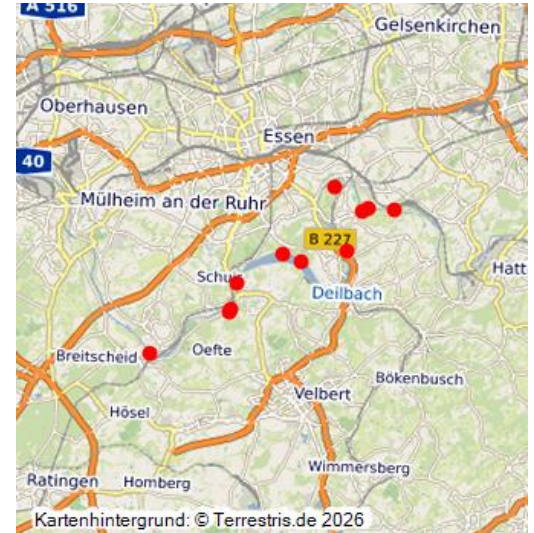 A 516
Gelsenkirchen
Oberhausen
Essen
40
Mülheim an der Ruhr
B 227
Hatt
Schuir
Deilbach
Breitscheid
Oefte
Bökenbusch
Velbert
Hösel
Wimmersberg
Ratingen
Homberg
Kartenhintergrund: © Terrestris.de 2026